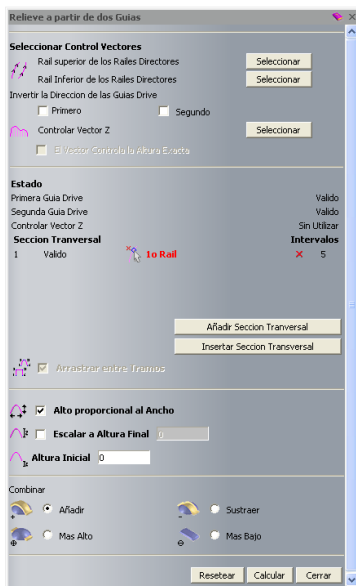 Relieve a partir de dos Guias
Seleccionar Control Vectores
Rail superior de los Railes Directores Seleccionar
Rail Inferior de los Railes Directores Seleccionar
Invertir la Direccion de las Guias Drive
Primero Segundo
Controlar Vector Z Seleccionar
El Vector Controla la Altura Exacta
Estado
Primera Guia Drive Valido
Segunda Guia Drive Valido
Controlar Vector Z Sin Utilizar
Seccion Tranversal Intervalos
1 Valido 1o Rail 5
Añadir Seccion Tranversal
Insertar Seccion Transversal
Arrastrar entre Tramos
Alto proporcional al Ancho
Escalar a Altura Final 0
Altura Inicial 0
Combinar
Añadir Sustraer
Mas Alto Mas Bajo
Resetear Calcular Cerrar